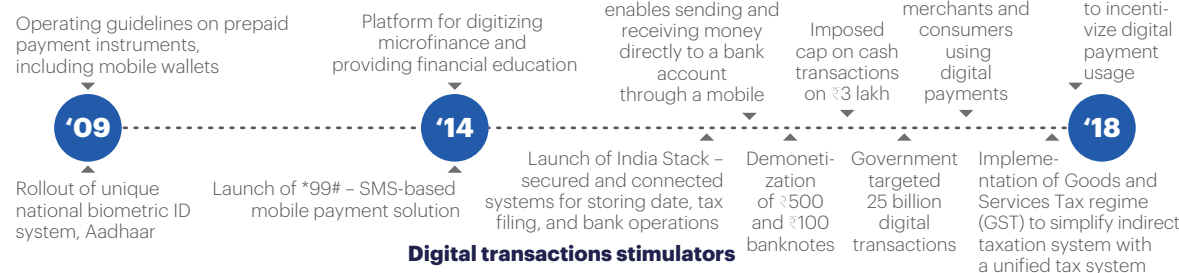 Operating guidelines on prepaid
payment instruments,
including mobile wallets
Platform for digitizing
microfinance and
providing financial education
enables sending and
receiving money
directly to a bank
account
through a mobile
Imposed
cap on cash
transactions
on ₹3 lakh
merchants and
consumers
using
digital
payments
to incenti-
vize digital
payment
usage
‘09
‘14
‘18
Rollout of unique
national biometric ID
system, Aadhaar
Launch of *99# – SMS-based
mobile payment solution
Launch of India Stack –
secured and connected
systems for storing date, tax
filing, and bank operations
Demoneti-
zation
of ₹500
and ₹100
banknotes
Government
targeted
25 billion
digital
transactions
Impleme-
ntation of Goods and
Services Tax regime
(GST) to simplify indirect
taxation system with
a unified tax system
Digital transactions stimulators